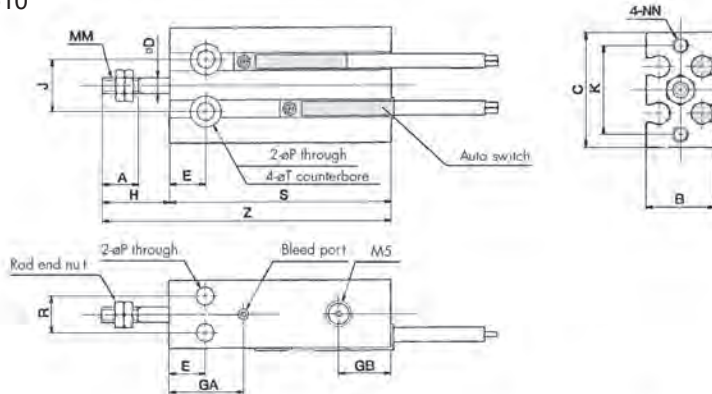 10
MM
øD
J
A
E
H
S
Z
2-øP through
4-øT counterbore
Auto switch
4-NN
C
K
B
2-øP through
Bleed port
M5
Rod end nut
R
E
GA
GB